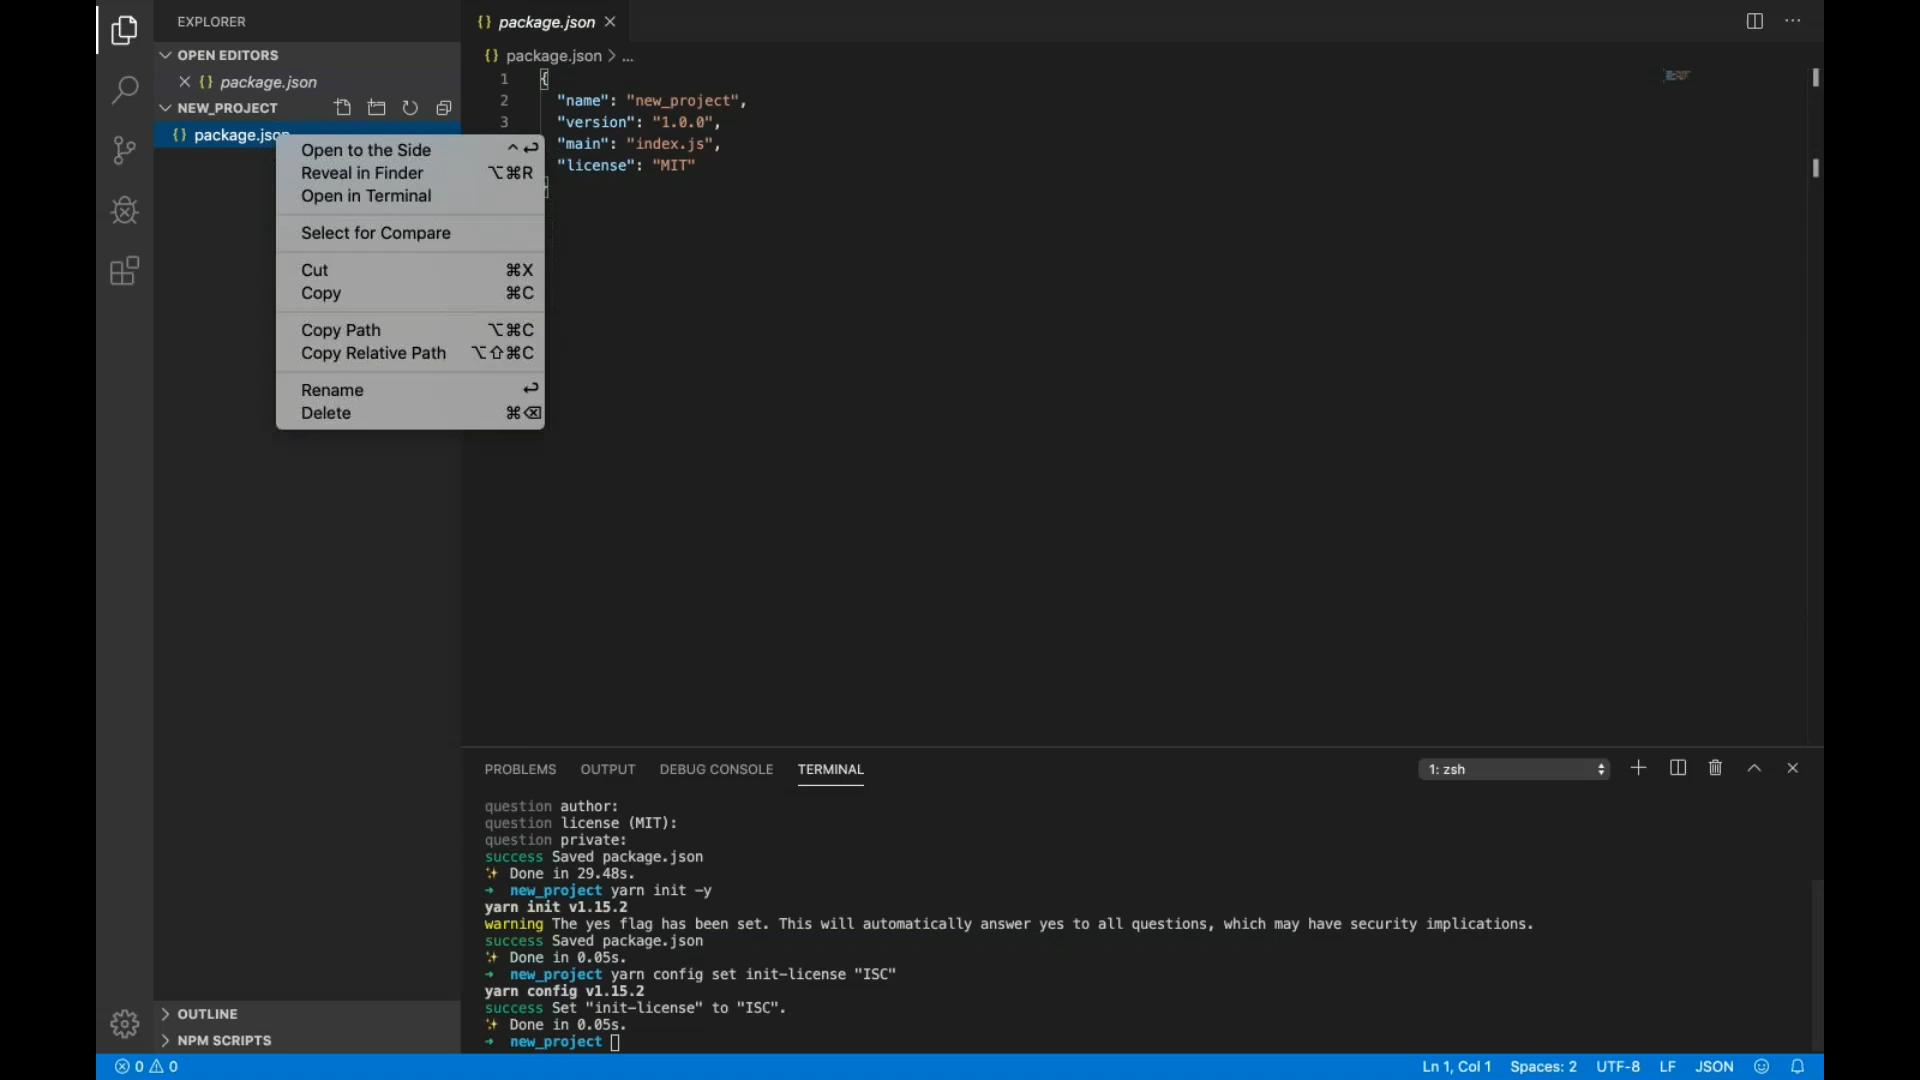 EXPLORER
OPEN EDITORS
{} package.json
NEW_PROJECT
{} package.json
Open to the Side ^↩
Reveal in Finder ⌥⌘R
Open in Terminal
Select for Compare
Cut ⌘X
Copy ⌘C
Copy Path ⌥⌘C
Copy Relative Path ⌥⇧⌘C
Rename ↩
Delete ⌘⌫
OUTLINE
NPM SCRIPTS
{} package.json
{} package.json > ...
1 {
2 "name": "new_project",
3 "version": "1.0.0",
"main": "index.js",
"license": "MIT"
}
PROBLEMS OUTPUT DEBUG CONSOLE TERMINAL
1: zsh
question author:
question license (MIT):
question private:
success Saved package.json
✨ Done in 29.48s.
→ new_project yarn init -y
yarn init v1.15.2
warning The yes flag has been set. This will automatically answer yes to all questions, which may have security implications.
success Saved package.json
✨ Done in 0.05s.
→ new_project yarn config set init-license "ISC"
yarn config v1.15.2
success Set "init-license" to "ISC".
✨ Done in 0.05s.
→ new_project
0 0
Ln 1, Col 1 Spaces: 2 UTF-8 LF JSON